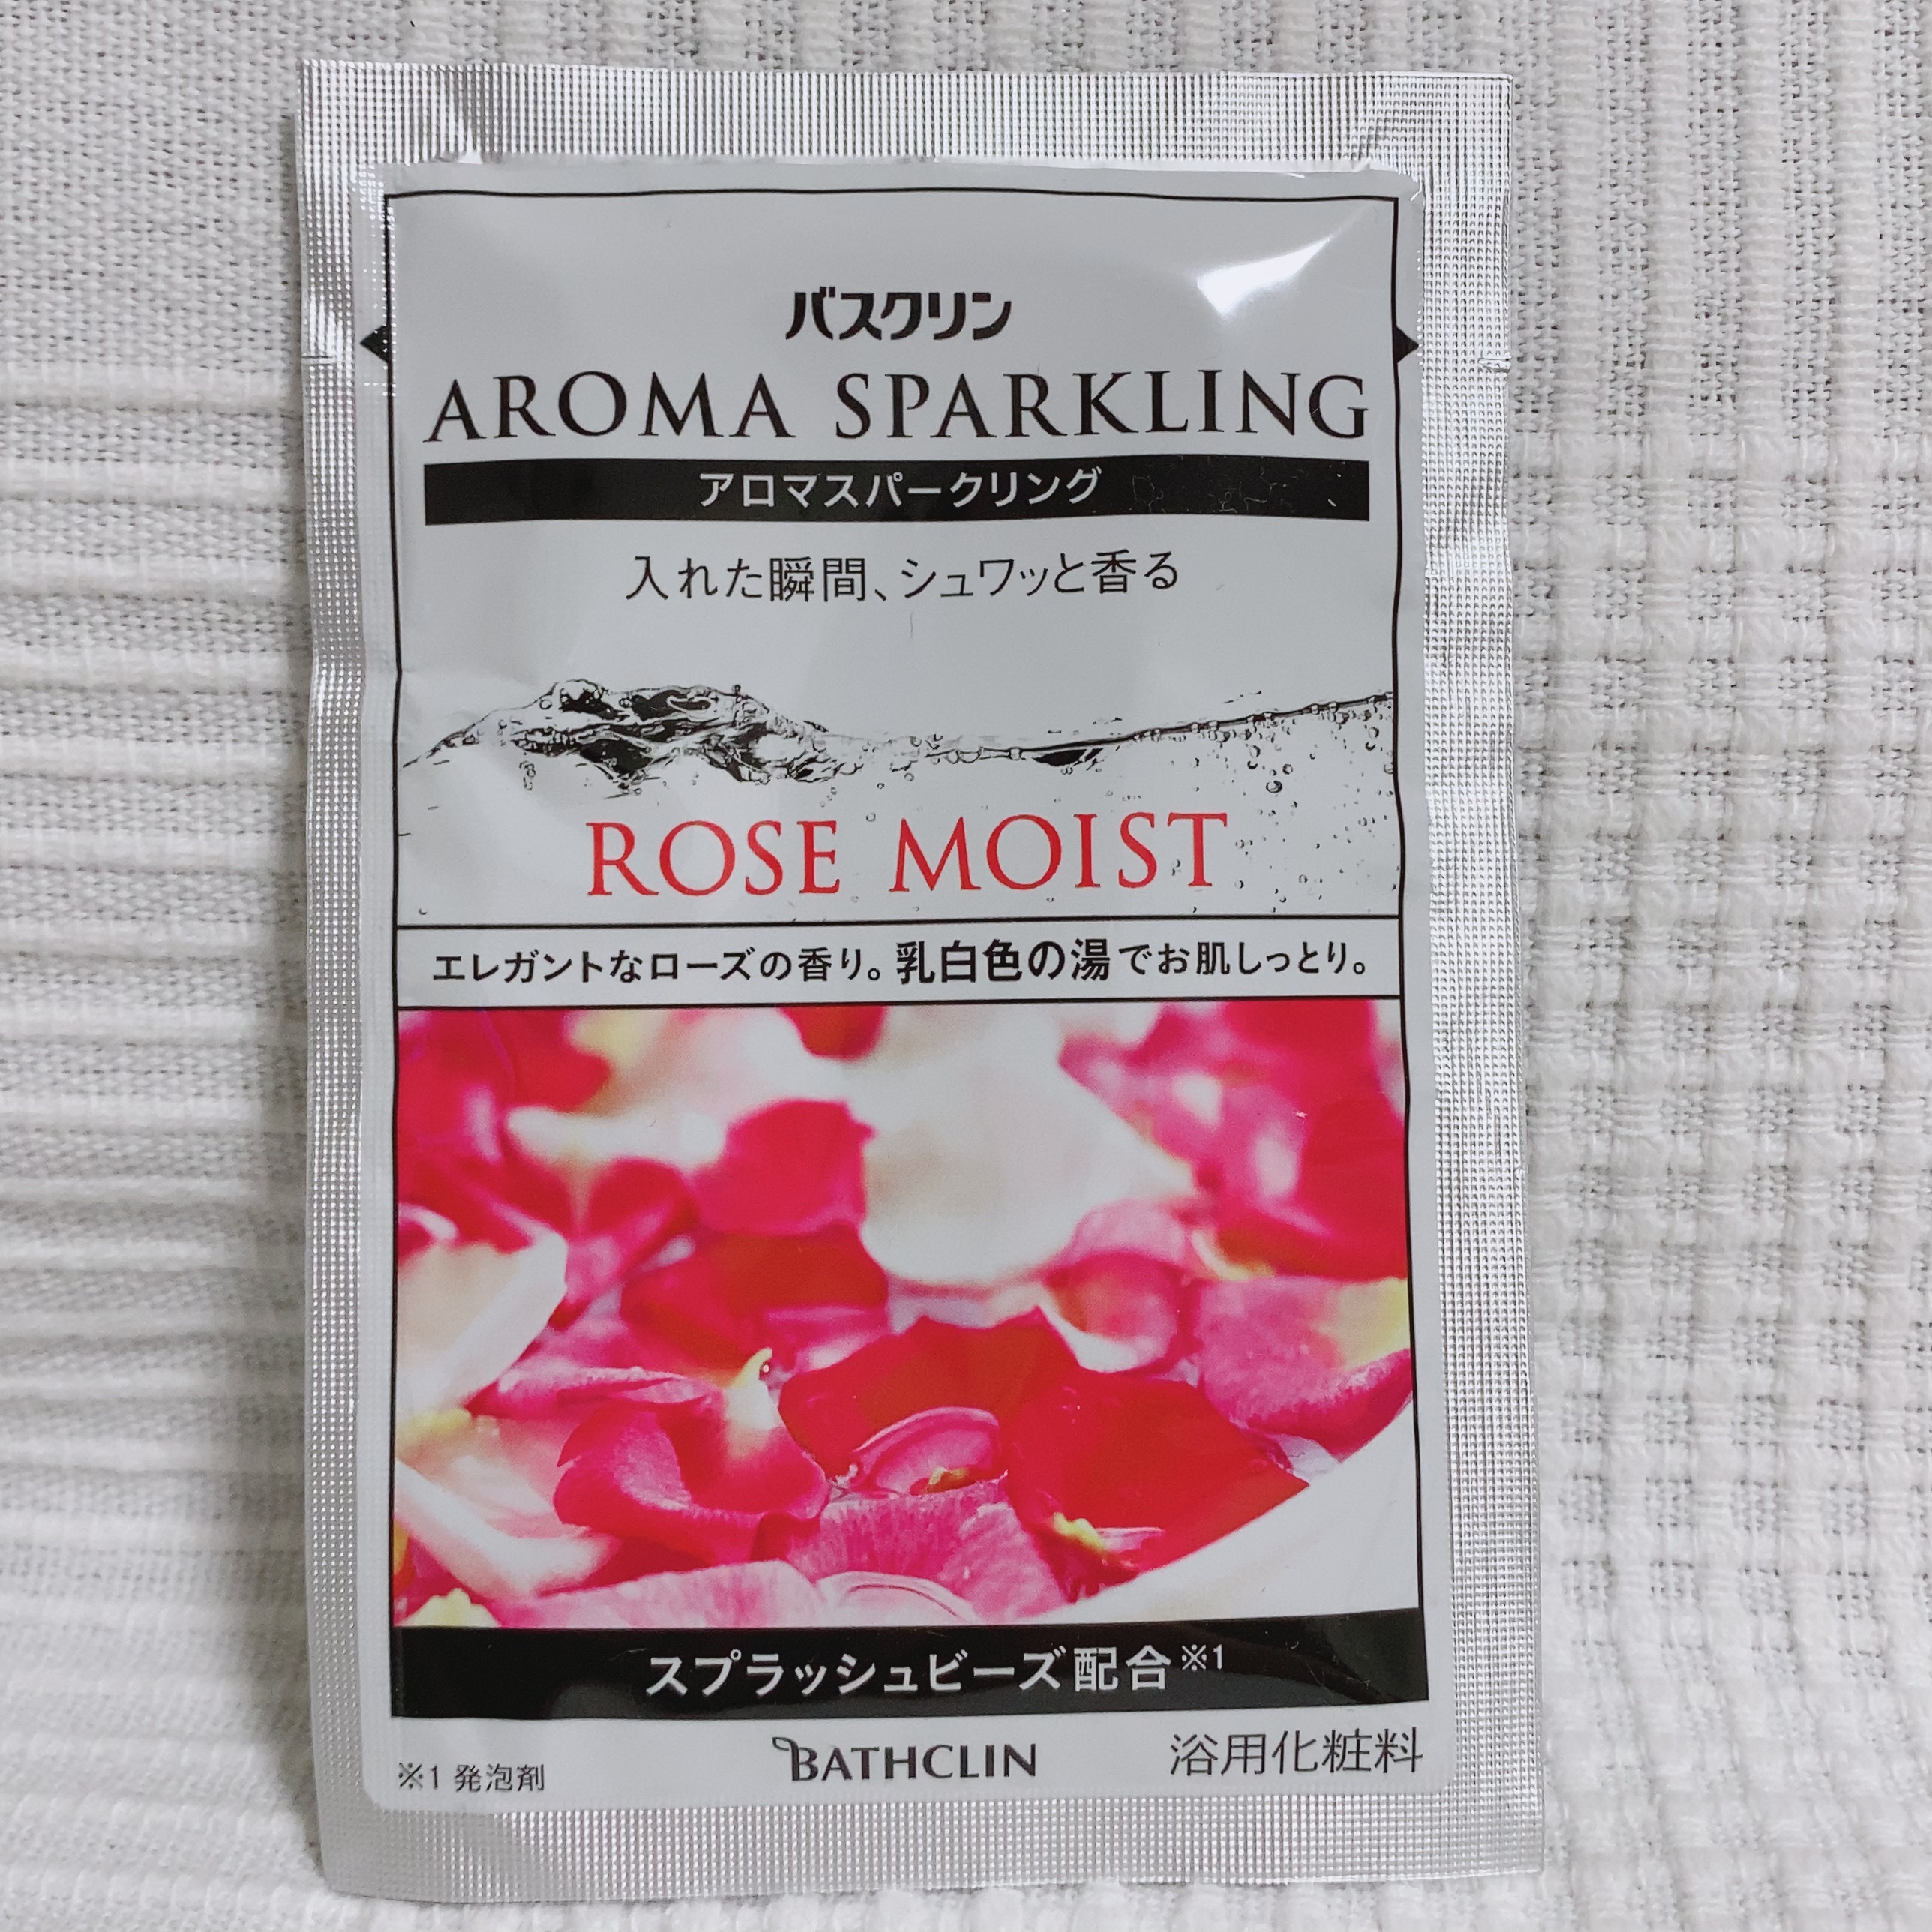 バスクリン
AROMA SPARKLING
アロマスパークリング
入れた瞬間、シュワッと香る
ROSE MOIST
エレガントなローズの香り。乳白色の湯でお肌しっとり。
スプラッシュビーズ配合※1
※1 発泡剤
BATHCLIN
浴用化粧料